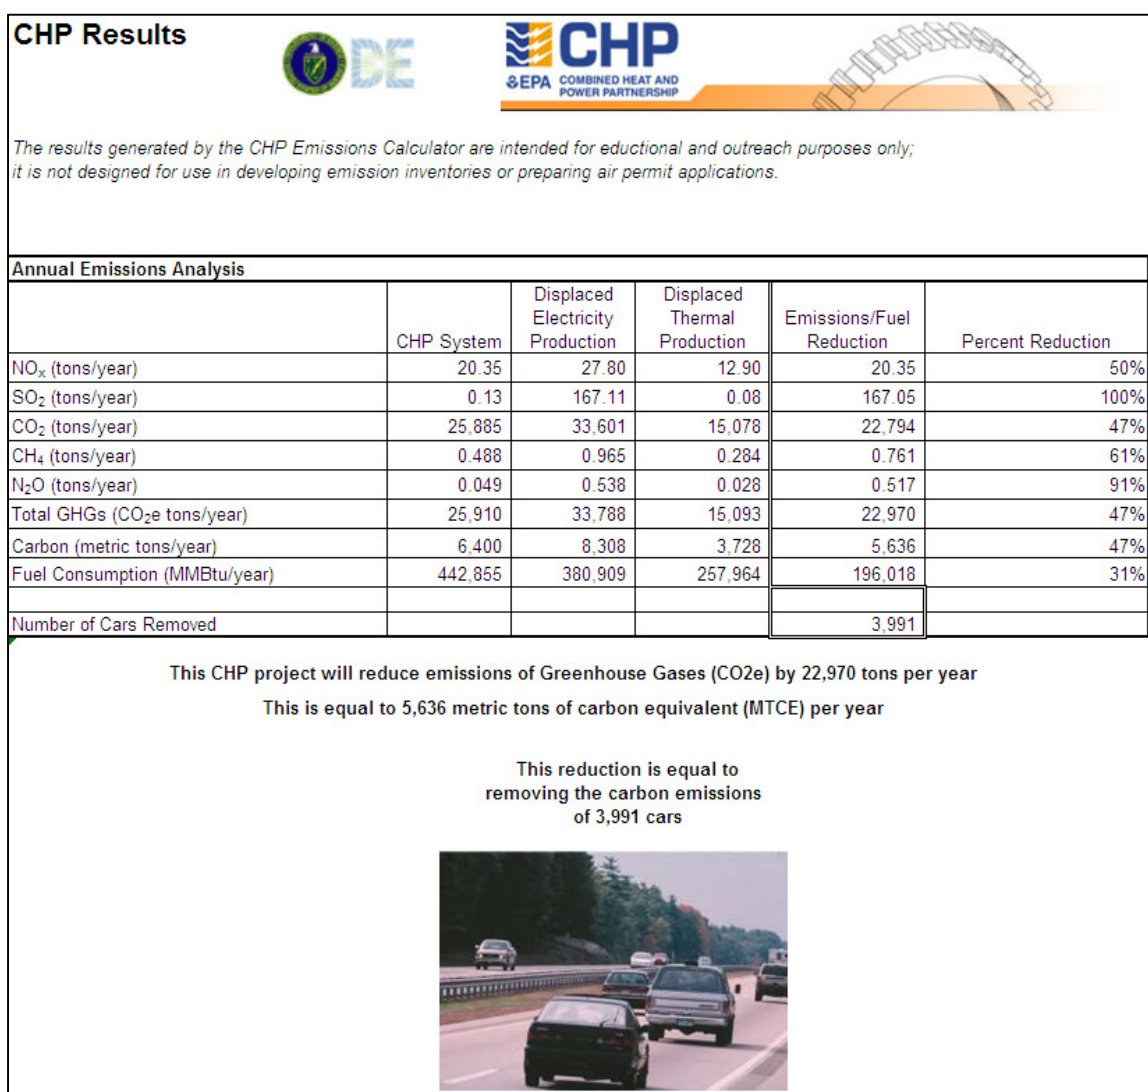 CHP Results
DE
CHP
EPA COMBINED HEAT AND
POWER PARTNERSHIP
The results generated by the CHP Emissions Calculator are intended for eductional and outreach purposes only;
it is not designed for use in developing emission inventories or preparing air permit applications.
Annual Emissions Analysis
CHP System Displaced Electricity Production Displaced Thermal Production Emissions/Fuel Reduction Percent Reduction
NOx (tons/year) 20.35 27.80 12.90 20.35 50%
SO2 (tons/year) 0.13 167.11 0.08 167.05 100%
CO2 (tons/year) 25,885 33,601 15,078 22,794 47%
CH4 (tons/year) 0.488 0.965 0.284 0.761 61%
N2O (tons/year) 0.049 0.538 0.028 0.517 91%
Total GHGs (CO2e tons/year) 25,910 33,788 15,093 22,970 47%
Carbon (metric tons/year) 6,400 8,308 3,728 5,636 47%
Fuel Consumption (MMBtu/year) 442,855 380,909 257,964 196,018 31%
Number of Cars Removed 3,991
This CHP project will reduce emissions of Greenhouse Gases (CO2e) by 22,970 tons per year
This is equal to 5,636 metric tons of carbon equivalent (MTCE) per year
This reduction is equal to
removing the carbon emissions
of 3,991 cars